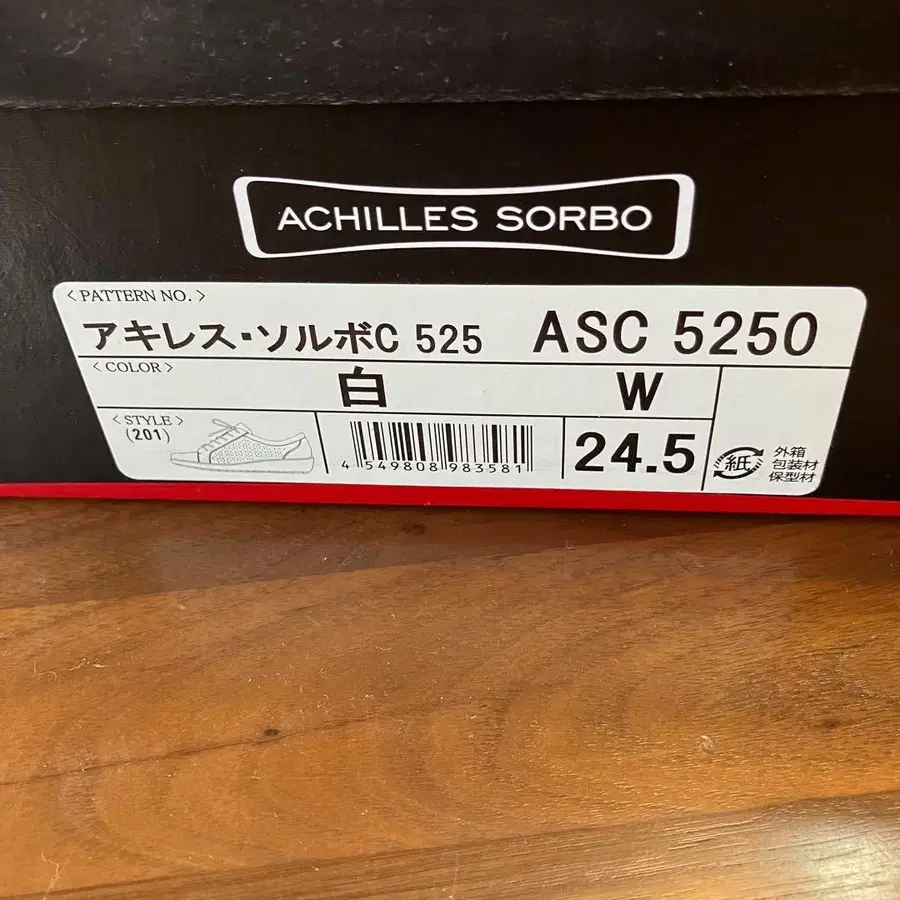 ACHILLES SORBO
<PATTERN NO.>
アキレス・ソルボC 525 ASC 5250
<COLOR>
白 W
<STYLE>
(201)
4 549808 983581
24.5
紙
外箱
包装材
保型材